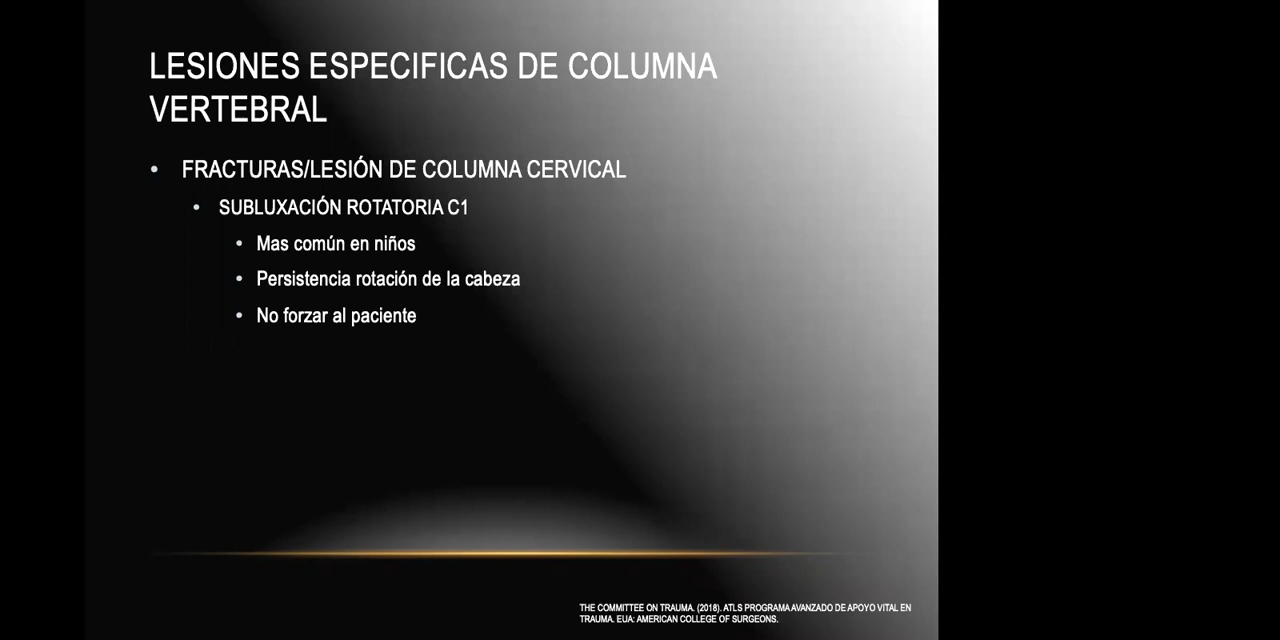 LESIONES ESPECIFICAS DE COLUMNA
VERTEBRAL
• FRACTURAS/LESIÓN DE COLUMNA CERVICAL
• SUBLUXACIÓN ROTATORIA C1
• Mas común en niños
• Persistencia rotación de la cabeza
• No forzar al paciente
THE COMMITTEE ON TRAUMA. (2018). ATLS PROGRAMA AVANZADO DE APOYO VITAL EN
TRAUMA. EUA: AMERICAN COLLEGE OF SURGEONS.